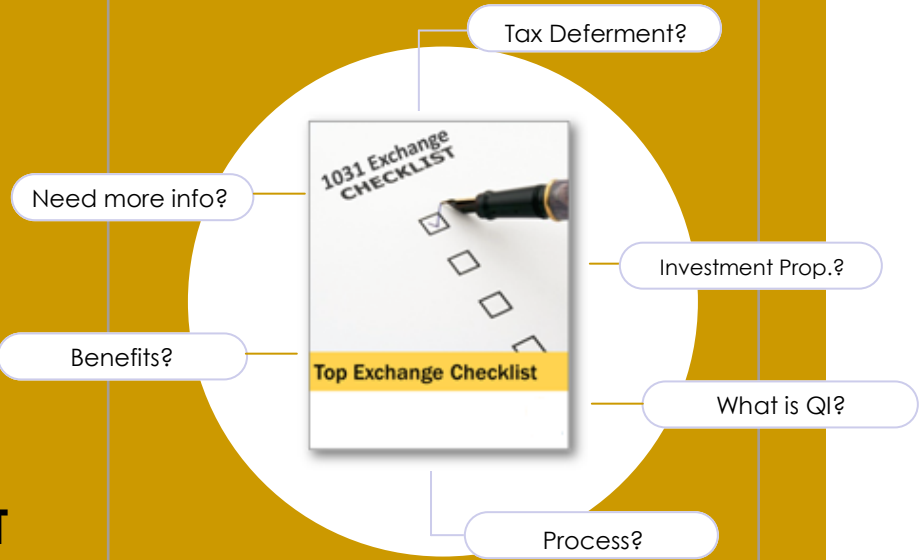 Tax Deferment?
1031 Exchange
CHECKLIST
Need more info?
Investment Prop.?
Benefits?
Top Exchange Checklist
What is QI?
T
Process?